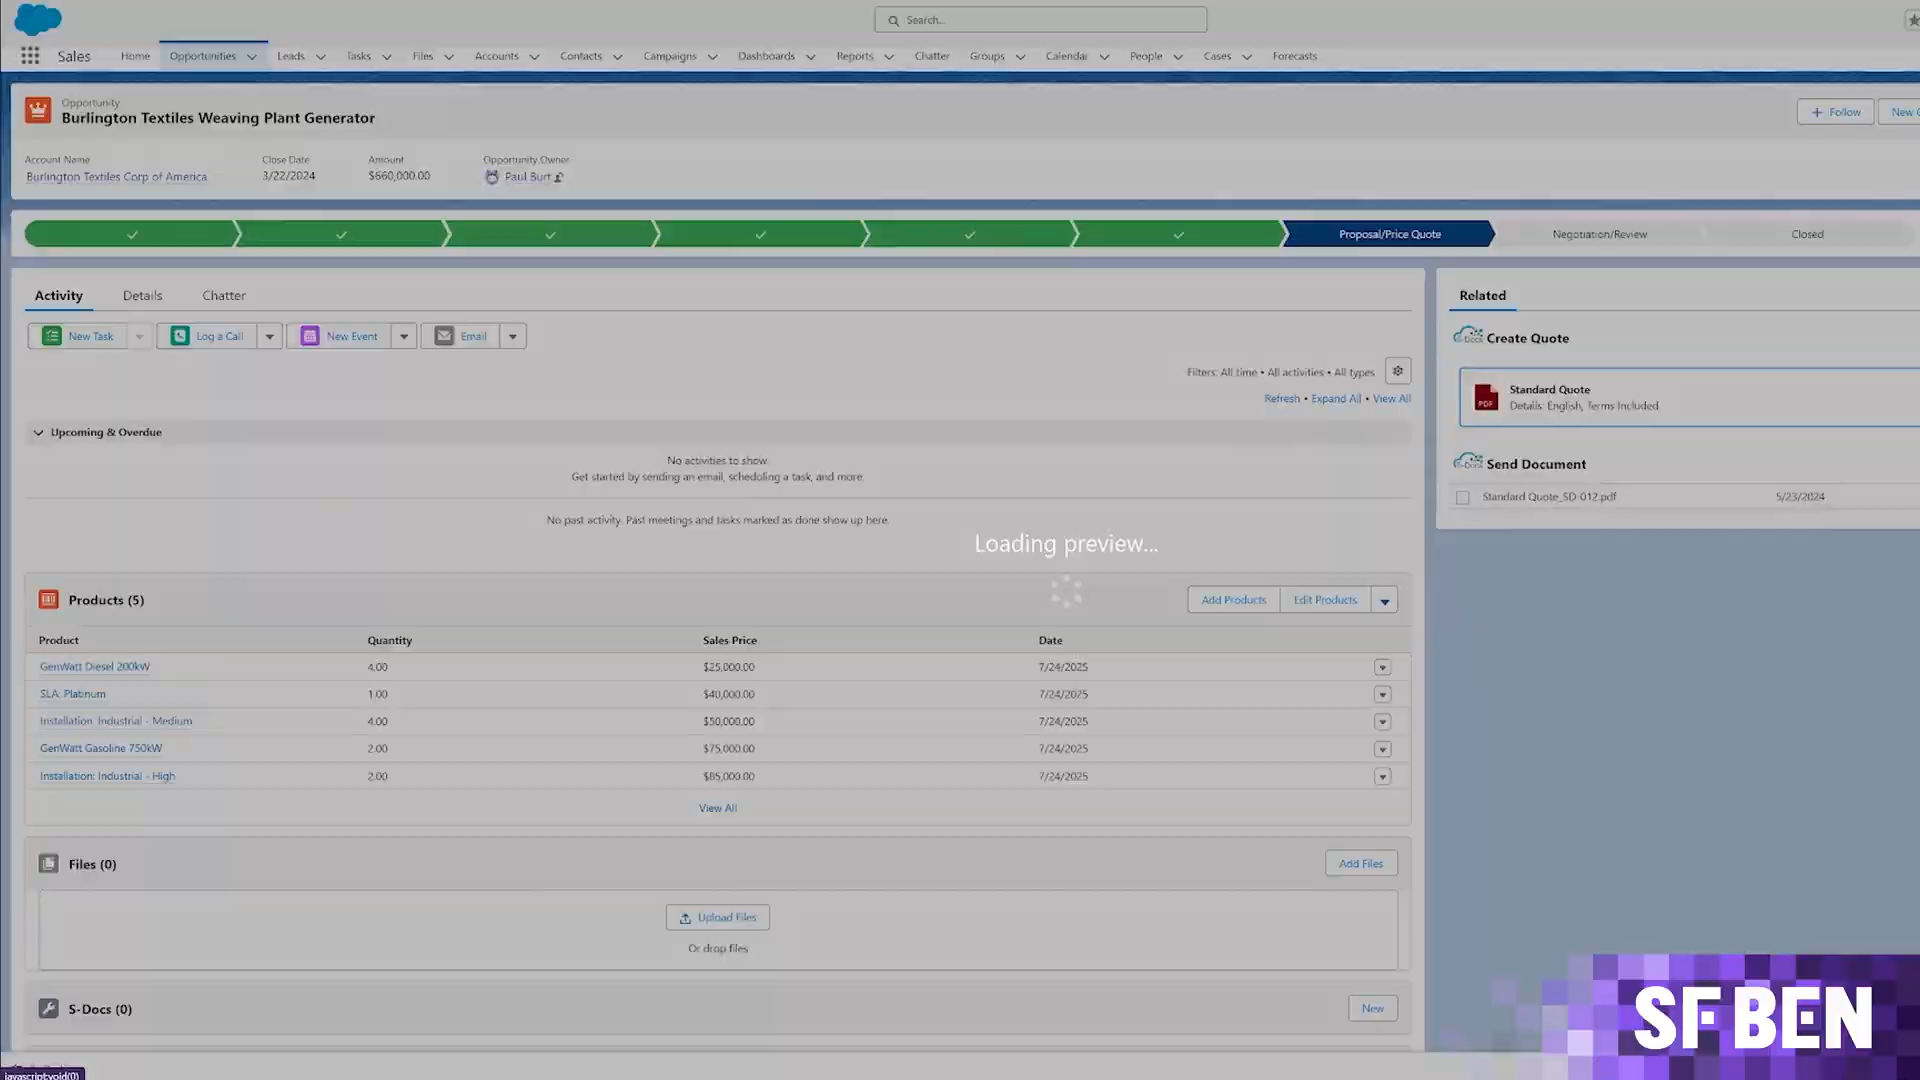 Search...
Sales
Home
Opportunities
Leads
Tasks
Files
Accounts
Contacts
Campaigns
Dashboards
Reports
Chatter
Groups
Calendar
People
Cases
Forecasts
Opportunity
Burlington Textiles Weaving Plant Generator
+ Follow
New
Account Name
Close Date
Amount
Opportunity Owner
Burlington Textiles Corp of America
3/22/2024
$660,000.00
Paul Burt
Proposal/Price Quote
Negotiation/Review
Closed
Activity
Details
Chatter
New Task
Log a Call
New Event
Email
Filters: All time • All activities • All types
Refresh • Expand All • View All
Upcoming & Overdue
No activities to show.
Get started by sending an email, scheduling a task, and more.
No past activity. Past meetings and tasks marked as done show up here.
Loading preview...
Products (5)
Add Products
Edit Products
Product
Quantity
Sales Price
Date
GenWatt Diesel 200kW
4.00
$25,000.00
7/24/2025
SLA: Platinum
1.00
$40,000.00
7/24/2025
Installation: Industrial - Medium
4.00
$50,000.00
7/24/2025
GenWatt Gasoline 750kW
2.00
$75,000.00
7/24/2025
Installation: Industrial - High
2.00
$85,000.00
7/24/2025
View All
Files (0)
Add Files
Upload Files
Or drop files
S-Docs (0)
New
Related
Create Quote
PDF
Standard Quote
Details: English, Terms Included
Send Document
Standard Quote_SD-012.pdf
5/23/2024
SF BEN
javascript:void(0)